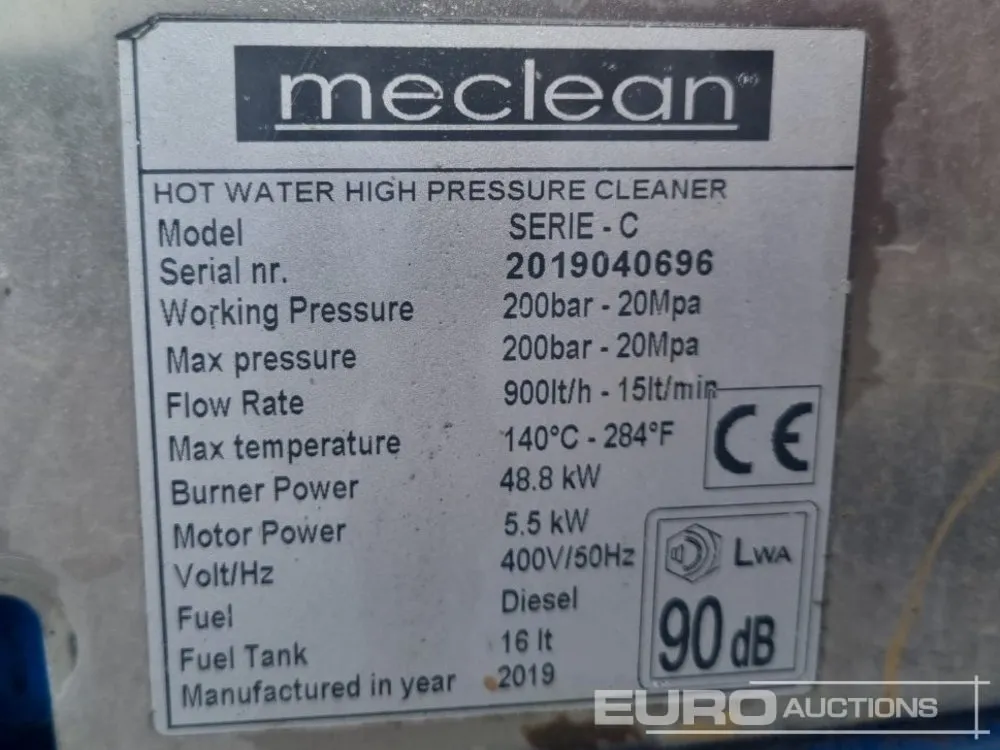 meclean
HOT WATER HIGH PRESSURE CLEANER
Model SERIE - C
Serial nr. 2019040696
Working Pressure 200bar - 20Mpa
Max pressure 200bar - 20Mpa
Flow Rate 900lt/h - 15lt/min
Max temperature 140°C - 284°F
CE
Burner Power 48.8 kW
Motor Power 5.5 kW
Volt/Hz 400V/50Hz
LWA
Fuel Diesel
90 dB
Fuel Tank 16 lt
Manufactured in year 2019
EURO AUCTIONS